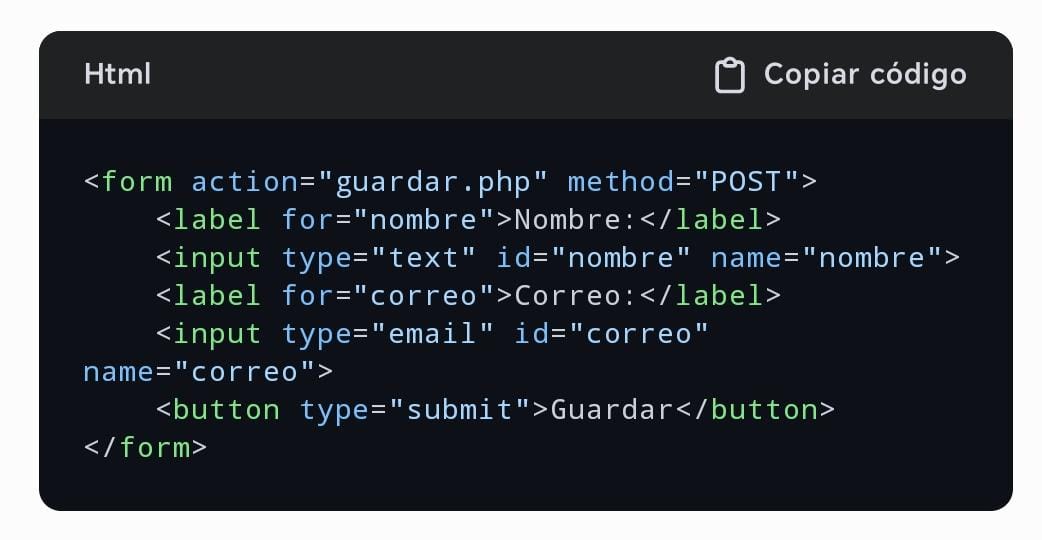 Html
Copiar código
<form action="guardar.php" method="POST">
    <label for="nombre">Nombre:</label>
    <input type="text" id="nombre" name="nombre">
    <label for="correo">Correo:</label>
    <input type="email" id="correo"
name="correo">
    <button type="submit">Guardar</button>
</form>